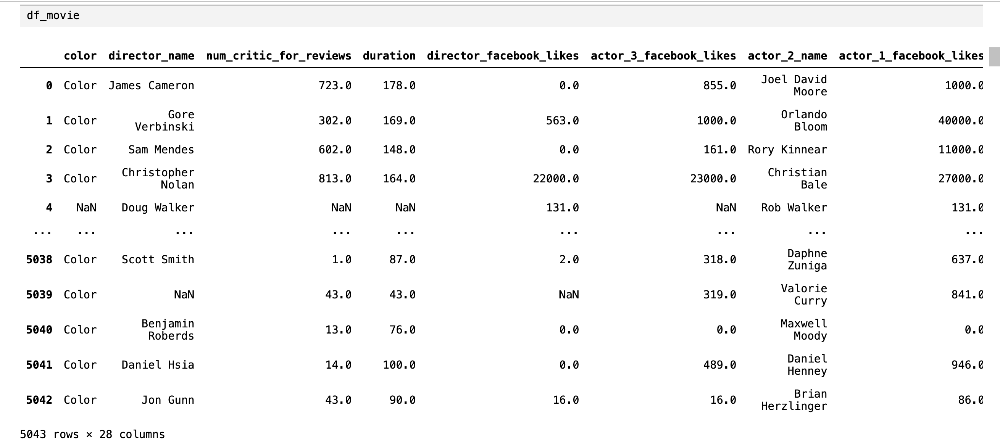 df_movie
color director_name num_critic_for_reviews duration director_facebook_likes actor_3_facebook_likes actor_2_name actor_1_facebook_likes
0 Color James Cameron 723.0 178.0 0.0 855.0 Joel David Moore 1000.0
1 Color Gore Verbinski 302.0 169.0 563.0 1000.0 Orlando Bloom 40000.0
2 Color Sam Mendes 602.0 148.0 0.0 161.0 Rory Kinnear 11000.0
3 Color Christopher Nolan 813.0 164.0 22000.0 23000.0 Christian Bale 27000.0
4 NaN Doug Walker NaN NaN 131.0 NaN Rob Walker 131.0
... ... ... ... ... ... ... ... ...
5038 Color Scott Smith 1.0 87.0 2.0 318.0 Daphne Zuniga 637.0
5039 Color NaN 43.0 43.0 NaN 319.0 Valorie Curry 841.0
5040 Color Benjamin Roberds 13.0 76.0 0.0 0.0 Maxwell Moody 0.0
5041 Color Daniel Hsia 14.0 100.0 0.0 489.0 Daniel Henney 946.0
5042 Color Jon Gunn 43.0 90.0 16.0 16.0 Brian Herzlinger 86.0
5043 rows × 28 columns